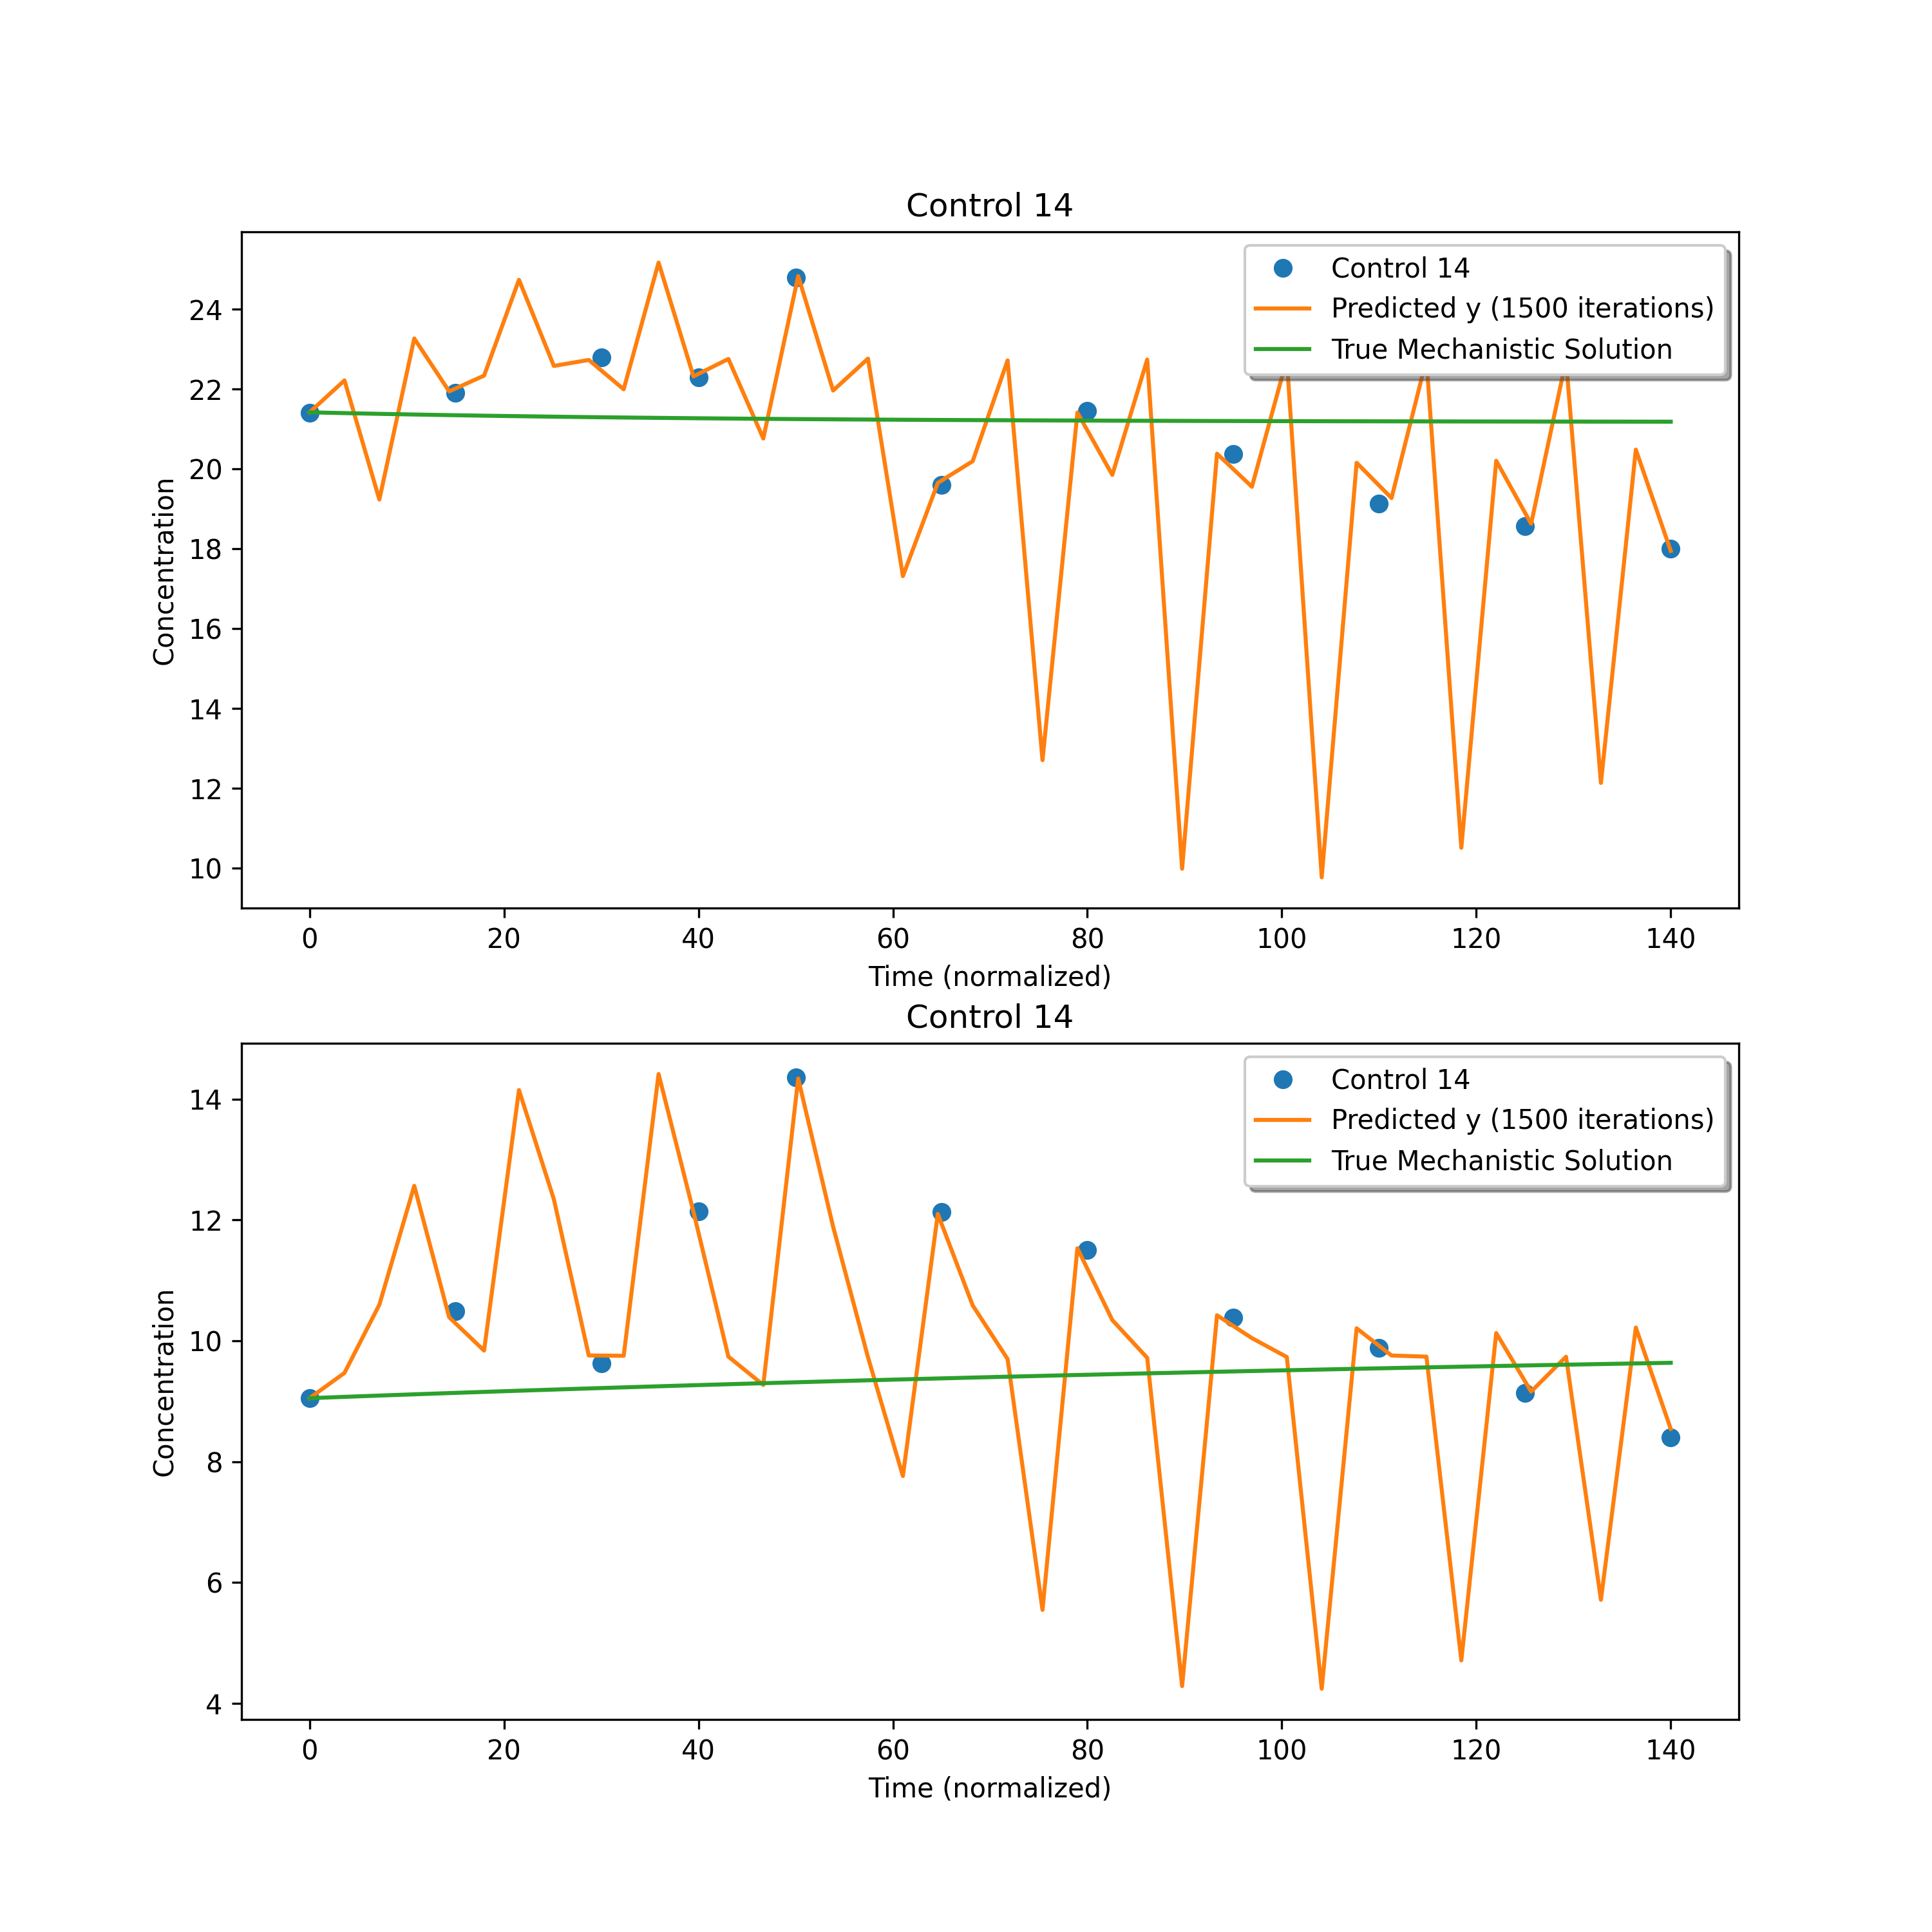 Control 14
Control 14
Predicted y (1500 iterations)
True Mechanistic Solution
24
22
20
18
16
14
12
10
Concentration
0 20 40 60 80 100 120 140
Time (normalized)
Control 14
Control 14
Predicted y (1500 iterations)
True Mechanistic Solution
14
12
10
8
6
4
Concentration
0 20 40 60 80 100 120 140
Time (normalized)